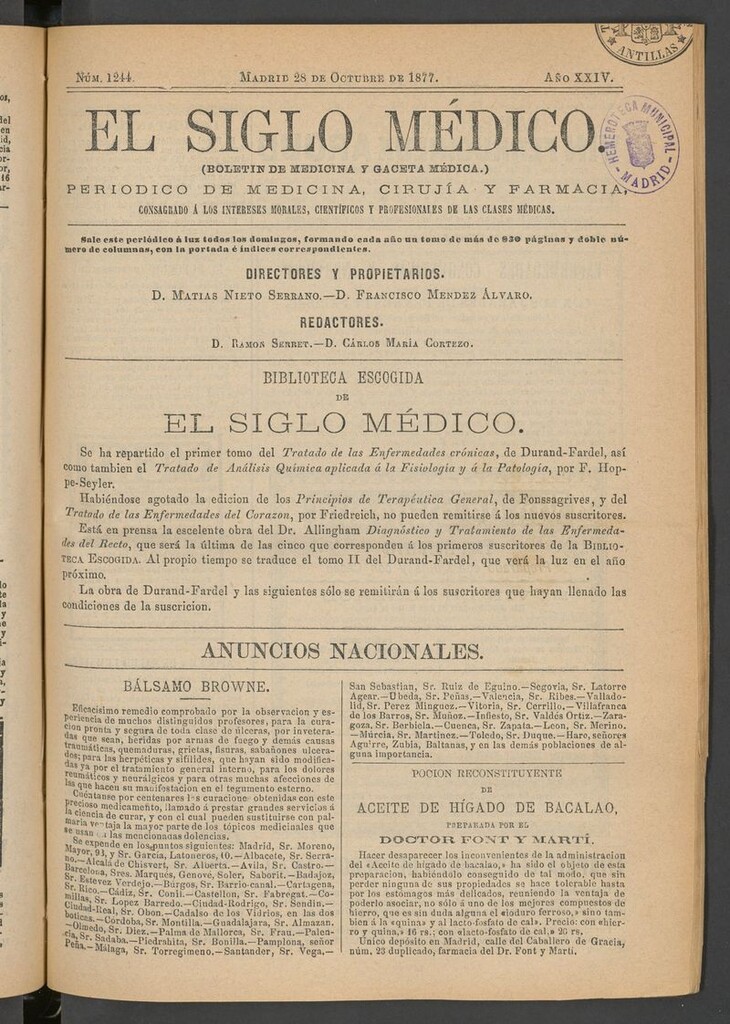 ANTILLAS
NÚM. 1244. MADRID 28 DE OCTUBRE DE 1877. AÑO XXIV.
EL SIGLO MÉDICO.
HEMEROTECA MUNICIPAL - MADRID -
(BOLETIN DE MEDICINA Y GACETA MÉDICA.)
PERIODICO DE MEDICINA, CIRUJÍA Y FARMACIA,
CONSAGRADO Á LOS INTERESES MORALES, CIENTÍFICOS Y PROFESIONALES DE LAS CLASES MÉDICAS.
Sale este periódico á luz todos los domingos, formando cada año un tomo de más de 830 páginas y doble nú-
mero de columnas, con la portada é índices correspondientes.
DIRECTORES Y PROPIETARIOS.
D. MATIAS NIETO SERRANO.—D. FRANCISCO MENDEZ ÁLVARO.
REDACTORES.
D. RAMON SERRET.—D. CÁRLOS MARÍA CORTEZO.
BIBLIOTECA ESCOGIDA
DE
EL SIGLO MÉDICO.
Se ha repartido el primer tomo del Tratado de las Enfermedades crónicas, de Durand-Fardel, así
como tambien el Tratado de Análisis Quimica aplicada á la Fisiologia y á la Patologia, por F. Hop-
pe-Seyler.
Habiéndose agotado la edicion de los Principios de Terapéutica General, de Fonssagrives, y del
Tratado de las Enfermedades del Corazon, por Friedreich, no pueden remitirse á los nuevos suscritores.
Está en prensa la escelente obra del Dr. Allingham Diagnóstico y Tratamiento de las Enfermeda-
des del Recto, que será la última de las cinco que corresponden á los primeros suscritores de la BIBLIO-
TECA ESCOGIDA. Al propio tiempo se traduce el tomo II del Durand-Fardel, que verá la luz en el año
próximo.
La obra de Durand-Fardel y las siguientes sólo se remitirán á los suscritores que hayan llenado las
condiciones de la suscricion.
ANUNCIOS NACIONALES.
BÁLSAMO BROWNE.
Eficacísimo remedio comprobado por la observacion y es-
periencia de muchos distinguidos profesores, para la cura-
cion pronta y segura de toda clase de úlceras, por invetera-
das que sean, heridas por armas de fuego y demás causas
traumáticas, quemaduras, grietas, fisuras, sabañones ulcera-
dos; para las herpéticas y sifílides, que hayan sido modifica-
das ya por el tratamiento general interno, para los dolores
reumáticos y neurálgicos y para otras muchas afecciones de
las que hacen su manifestacion en el tegumento esterno.
Cuéntanse por centenares las curaciones obtenidas con este
precioso medicamento, llamado á prestar grandes servicios á
la ciencia de curar, y con el cual pueden sustituirse con pal-
maria ventaja la mayor parte de los tópicos medicinales que
se usan las mencionadas dolencias.
Se expende en los puntos siguientes: Madrid, Sr. Moreno,
Mayor, 93, y Sr. García, Latoneros, 10.—Albacete, Sr. Serra-
no.—Alcalá de Chisvert, Sr. Alberta.—Avila, Sr. Castro.—
Barcelona, Sres. Marqués, Genové, Soler, Saborit.—Badajoz,
Sr. Estevez Verdejo.—Búrgos, Sr. Barrio-canal.—Cartagena,
Sr. Rico.—Cádiz, Sr. Coni.—Castellon, Sr. Fabregat.—Co-
millas, Sr. Lopez Barredo.—Ciudad-Rodrigo, Sr. Sendin.—
Ciudad-Real, Sr. Obon.—Cadalso de los Vidrios, en las dos
boticas.—Córdoba, Sr. Montilla.—Guadalajara, Sr. Almazan.
—Olmedo, Sr. Diez.—Palma de Mallorca, Sr. Frau.—Palen-
cia, Sr. Sadaba.—Piedrahita, Sr. Bonilla.—Pamplona, señor
Peña.—Málaga, Sr. Torregimeno.—Santander, Sr. Vega.—
San Sebastian, Sr. Ruiz de Eguino.—Segovia, Sr. Latorre
Agear.—Ubeda, Sr. Peñas.—Valencia, Sr. Ribes.—Vallado-
lid, Sr. Perez Minguez.—Vitoria, Sr. Cerrillo.—Villafranca
de los Barros, Sr. Muñoz.—Infiesto, Sr. Valdés Ortiz.—Zara-
goza, Sr. Berbiela.—Cuenca, Sr. Zapata.—Leon, Sr. Merino.
—Múrcia, Sr. Martinez.—Toledo, Sr. Duque.—Haro, señores
Aguirre, Zubia, Baltanas, y en las demás poblaciones de al-
guna importancia.
POCION RECONSTITUYENTE
DE
ACEITE DE HÍGADO DE BACALAO,
PREPARADA POR EL
DOCTOR FONT Y MARTÍ.
Hacer desaparecer los inconvenientes de la administracion
del «Aceite de hígado de bacalao,» ha sido el objeto de esta
preparacion, habiéndolo conseguido de tal modo, que sin
perder ninguna de sus propiedades se hace tolerable hasta
por los estómagos más delicados, reuniendo la ventaja de
poderlo asociar, no sólo á uno de los mejores compuestos de
hierro, que es sin duda alguna el «ioduro ferroso,» sino tam-
bien á la «quina» y al lacto-fosfato de cal». Precio: con «hier-
ro y quina,» 16 rs.; con «lacto-fosfato de cal.» 20 rs.
Unico depósito en Madrid, calle del Caballero de Gracia,
núm. 23 duplicado, farmacia del Dr. Font y Martí.